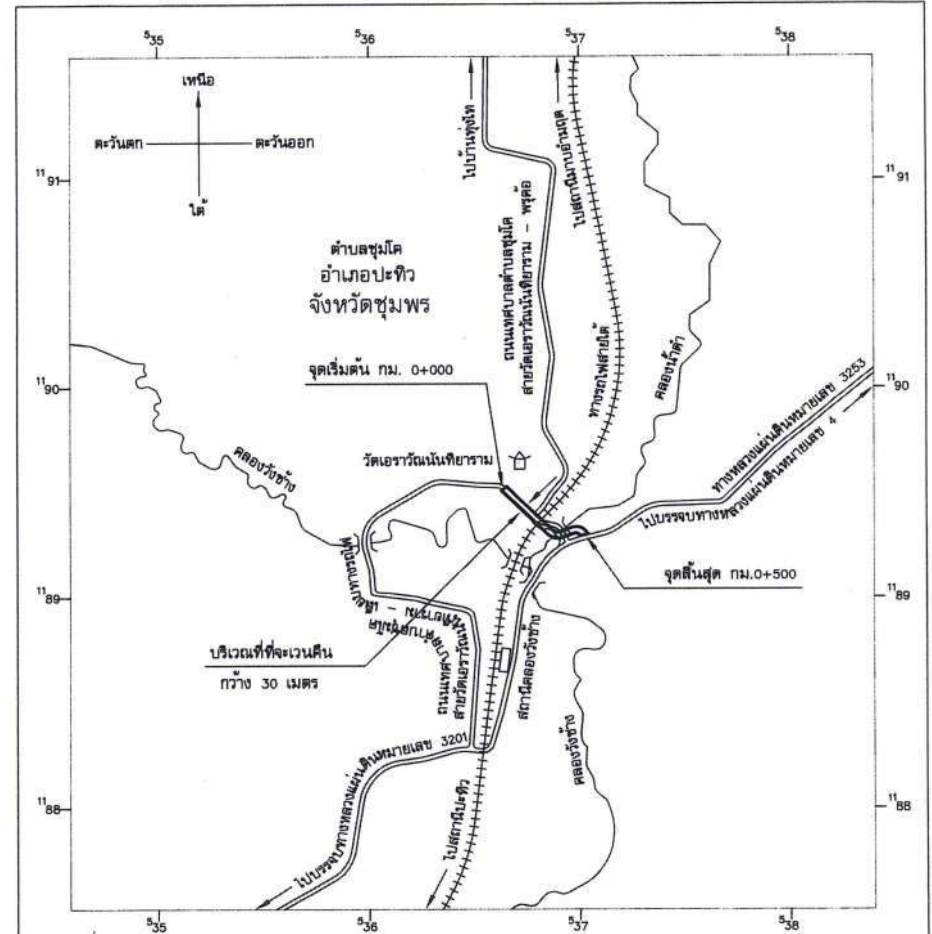 535
536
537
538
เหนือ
ตะวันตก
ตะวันออก
ใต้
1191
1191
ไปบ้านทุ่งไท
ไปสถานีมาบอำมฤต
ตำบลชุมโค
อำเภอปะทิว
จังหวัดชุมพร
ถนนเทศบาลตำบลชุมโค
สายวัดเอราวัณนันทิยาราม - พรุค้อ
ทางรถไฟสายใต้
คลองน้ำดำ
จุดเริ่มต้น กม. 0+000
1190
1190
ทางหลวงแผ่นดินหมายเลข 3253
ไปบรรจบทางหลวงแผ่นดินหมายเลข 4
วัดเอราวัณนันทิยาราม
คลองวังช้าง
จุดสิ้นสุด กม.0+500
1189
1189
บริเวณที่ที่จะเวนคืน
กว้าง 30 เมตร
ถนนเทศบาลตำบลชุมโค
สายวัดเอราวัณนันทิยาราม -
สถานีคลองวังช้าง
คลองวังช้าง
ทางหลวงแผ่นดินหมายเลข 3201
1188
1188
ไปบรรจบทางหลวงแผ่นดินหมายเลข 4
ไปสถานีปะทิว
535
536
537
538